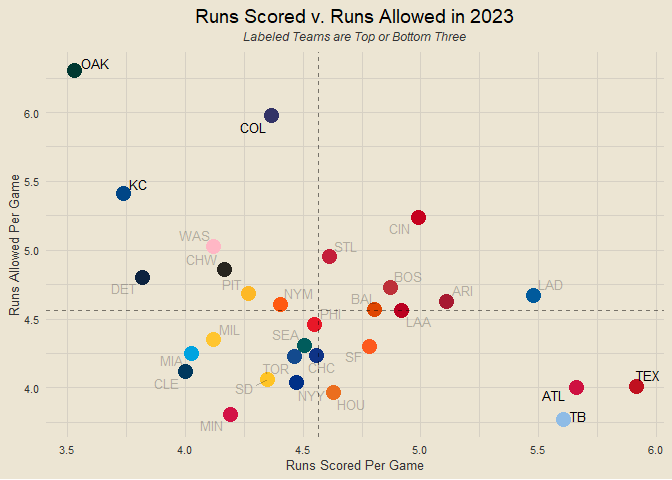 Runs Scored v. Runs Allowed in 2023
Labeled Teams are Top or Bottom Three
OAK
6.0
COL
5.5
KC
CIN
WAS
STL
5.0
CHW
DET
PIT
BOS
LAD
NYM
BAL
ARI
4.5
PHI
LAA
MIL
SEA
MIA
TOR
CHC
SF
CLE
SD
4.0
NYY
HOU
MIN
ATL
TEX
TB
Runs Allowed Per Game
3.5
4.0
4.5
5.0
5.5
6.0
Runs Scored Per Game